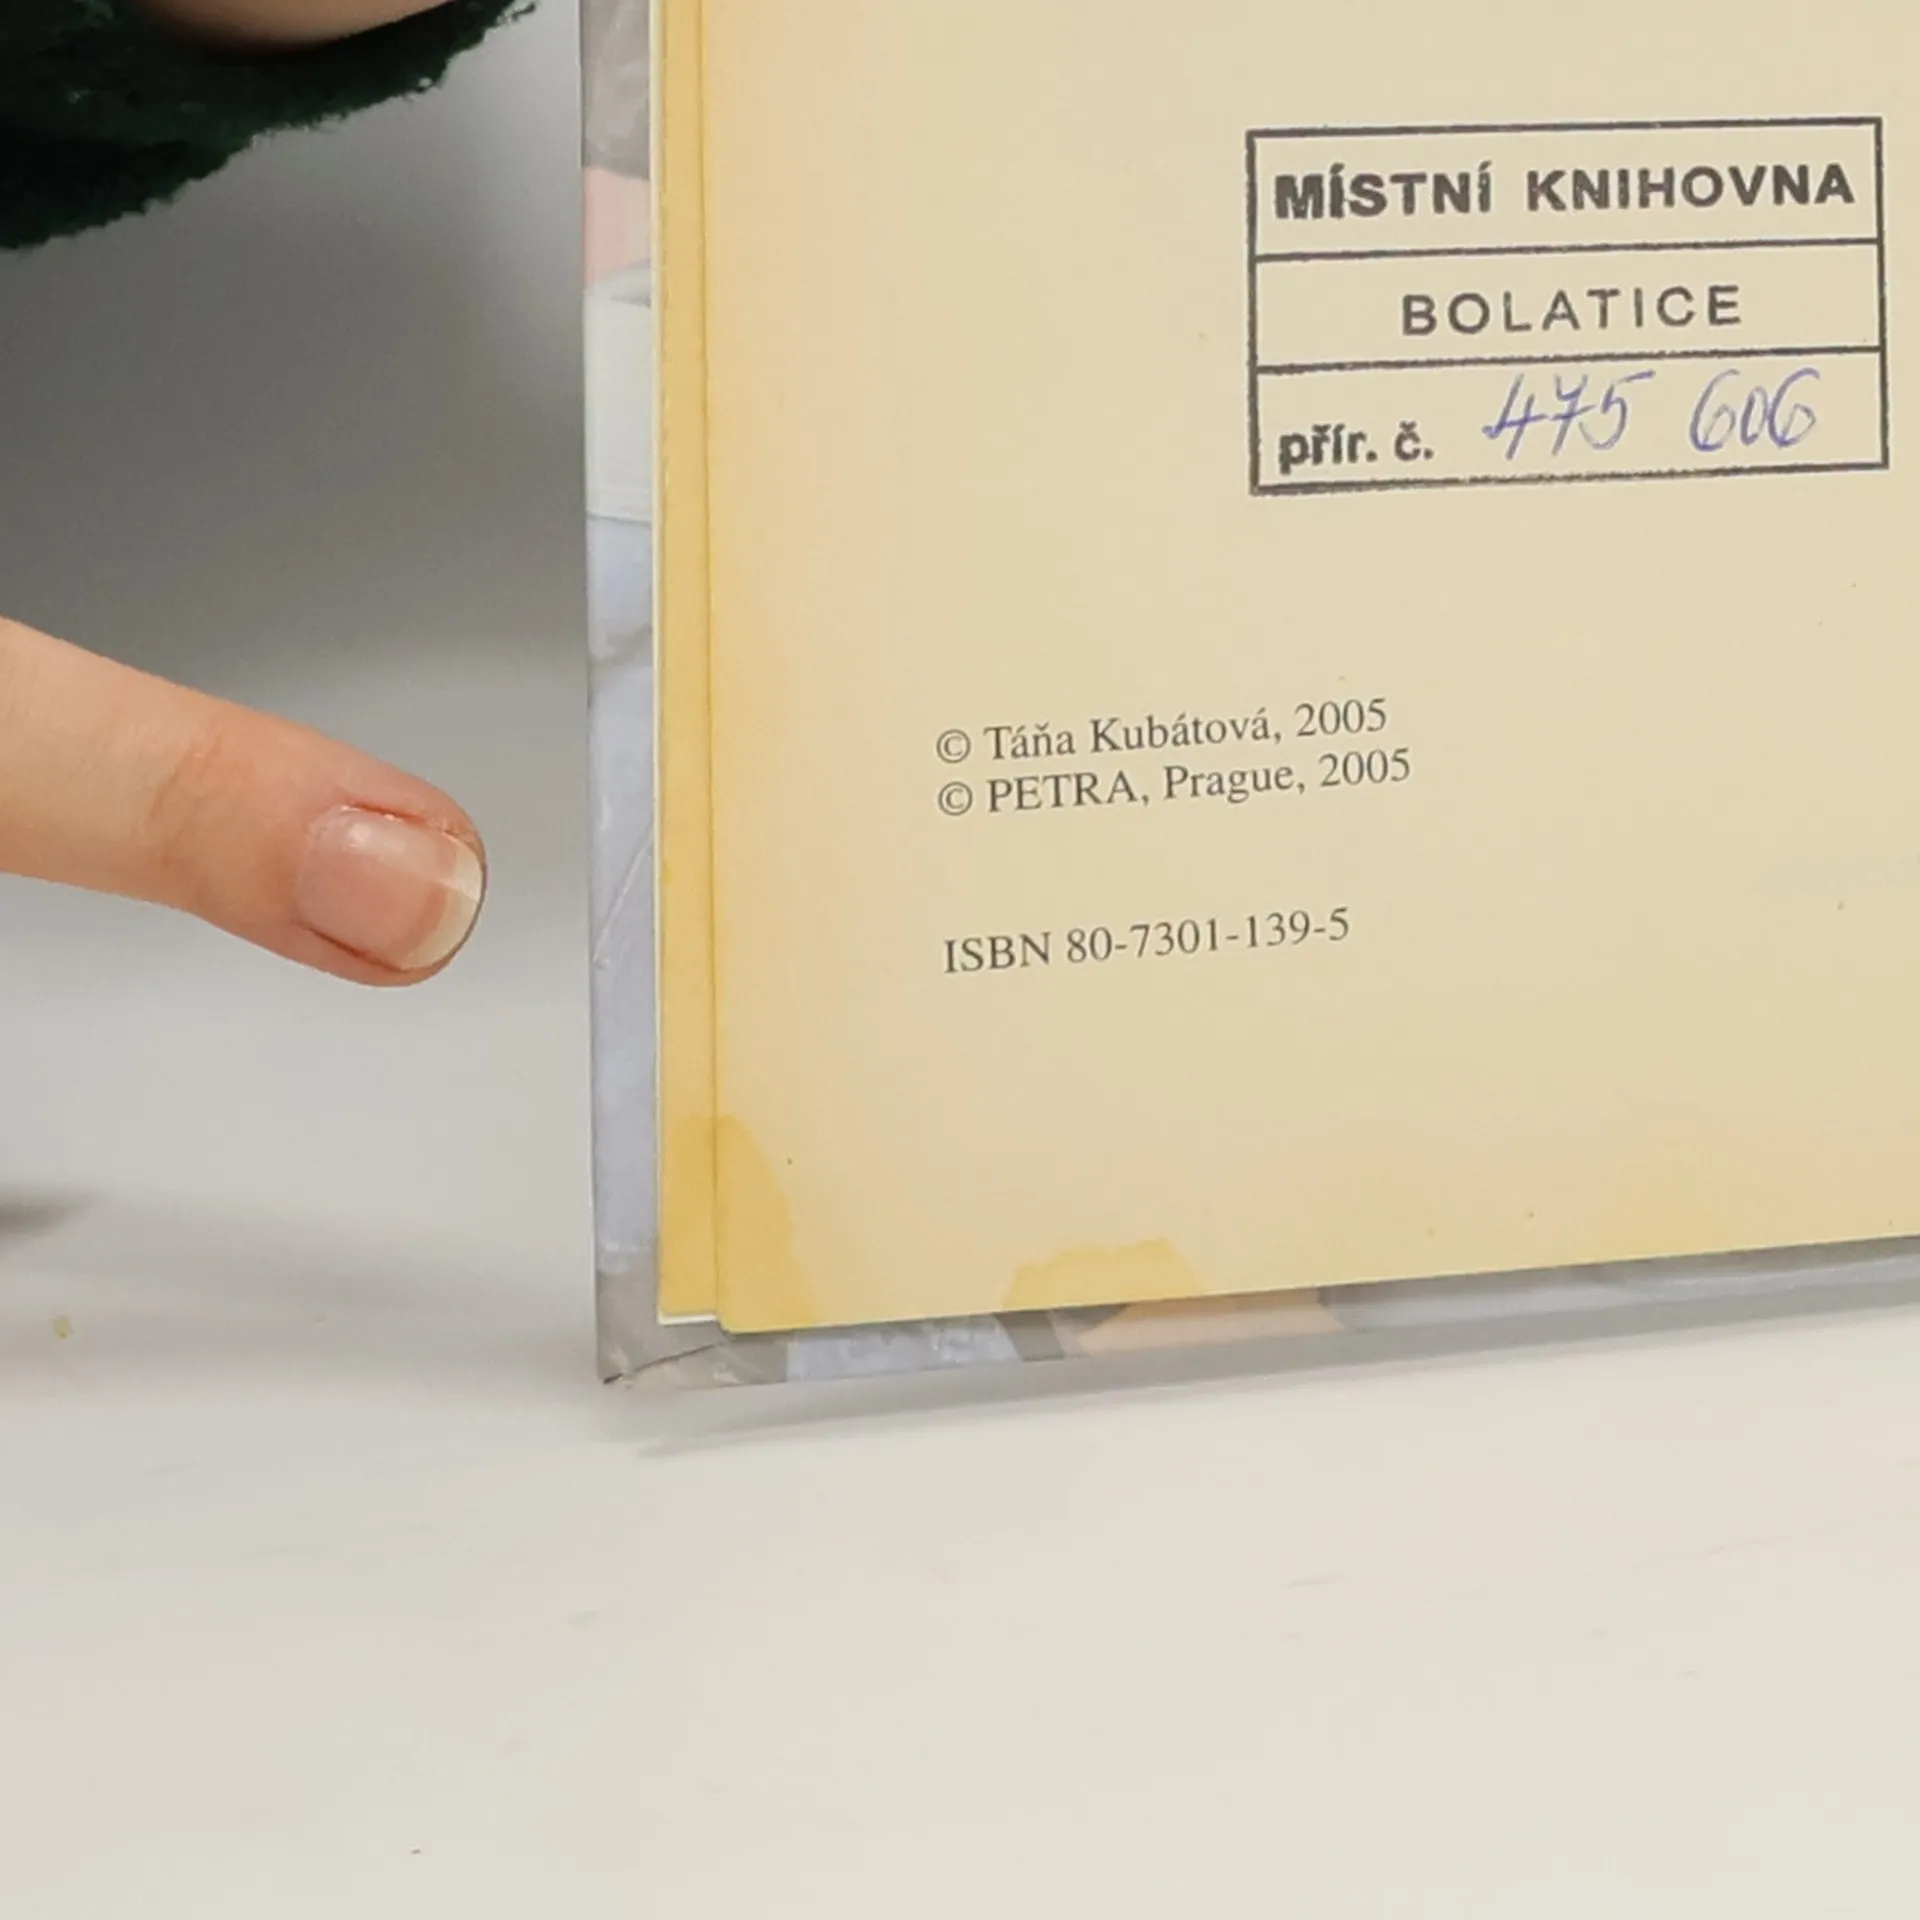 MÍSTNÍ KNIHOVNA
BOLATICE
přír. č. 475 606
© Táňa Kubátová, 2005
© PETRA, Prague, 2005
ISBN 80-7301-139-5